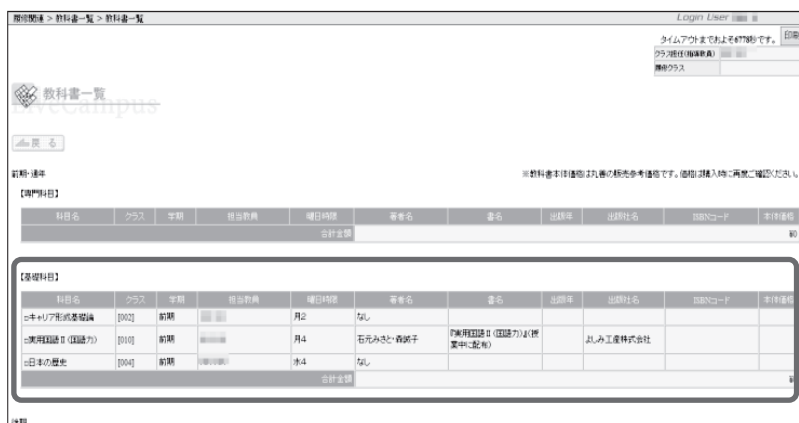 履修関連 > 教科書一覧 > 教科書一覧
Login User
タイムアウトまでおよそ6778秒です。 印刷
クラス担任(指導教員)
履修クラス
教科書一覧
LiveCampus
戻る
前期・通年
※教科書本体価格は丸善の販売参考価格です。価格は購入時に再度ご確認ください。
【専門科目】
科目名 クラス 学期 担当教員 曜日時限 著者名 書名 出版年 出版社名 ISBNコード 本体価格
合計金額 ¥0
【基礎科目】
科目名 クラス 学期 担当教員 曜日時限 著者名 書名 出版年 出版社名 ISBNコード 本体価格
□キャリア形成基礎論 [002] 前期 月2 なし
□実用国語Ⅱ(国語力) [010] 前期 月4 石元みさと・森誠子 『実用国語Ⅱ(国語力)』(授業中に配布) よしみ工産株式会社
□日本の歴史 [004] 前期 水4 なし
合計金額
後期